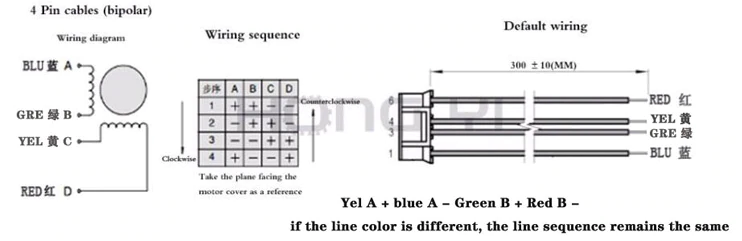 4 Pin cables (bipolar)
Wiring diagram
BLU 蓝 A
GRE 绿 B
YEL 黄 C
RED 红 D
Wiring sequence
步序 A B C D
1 + + - -
2 - + + -
3 - - + +
4 + - - +
Counterclockwise
Clockwise
Take the plane facing the
motor cover as a reference
Default wiring
300 ±10(MM)
6 RED 红
4 YEL 黄
3 GRE 绿
1 BLU 蓝
HONG YI
Yel A + blue A - Green B + Red B -
if the line color is different, the line sequence remains the same